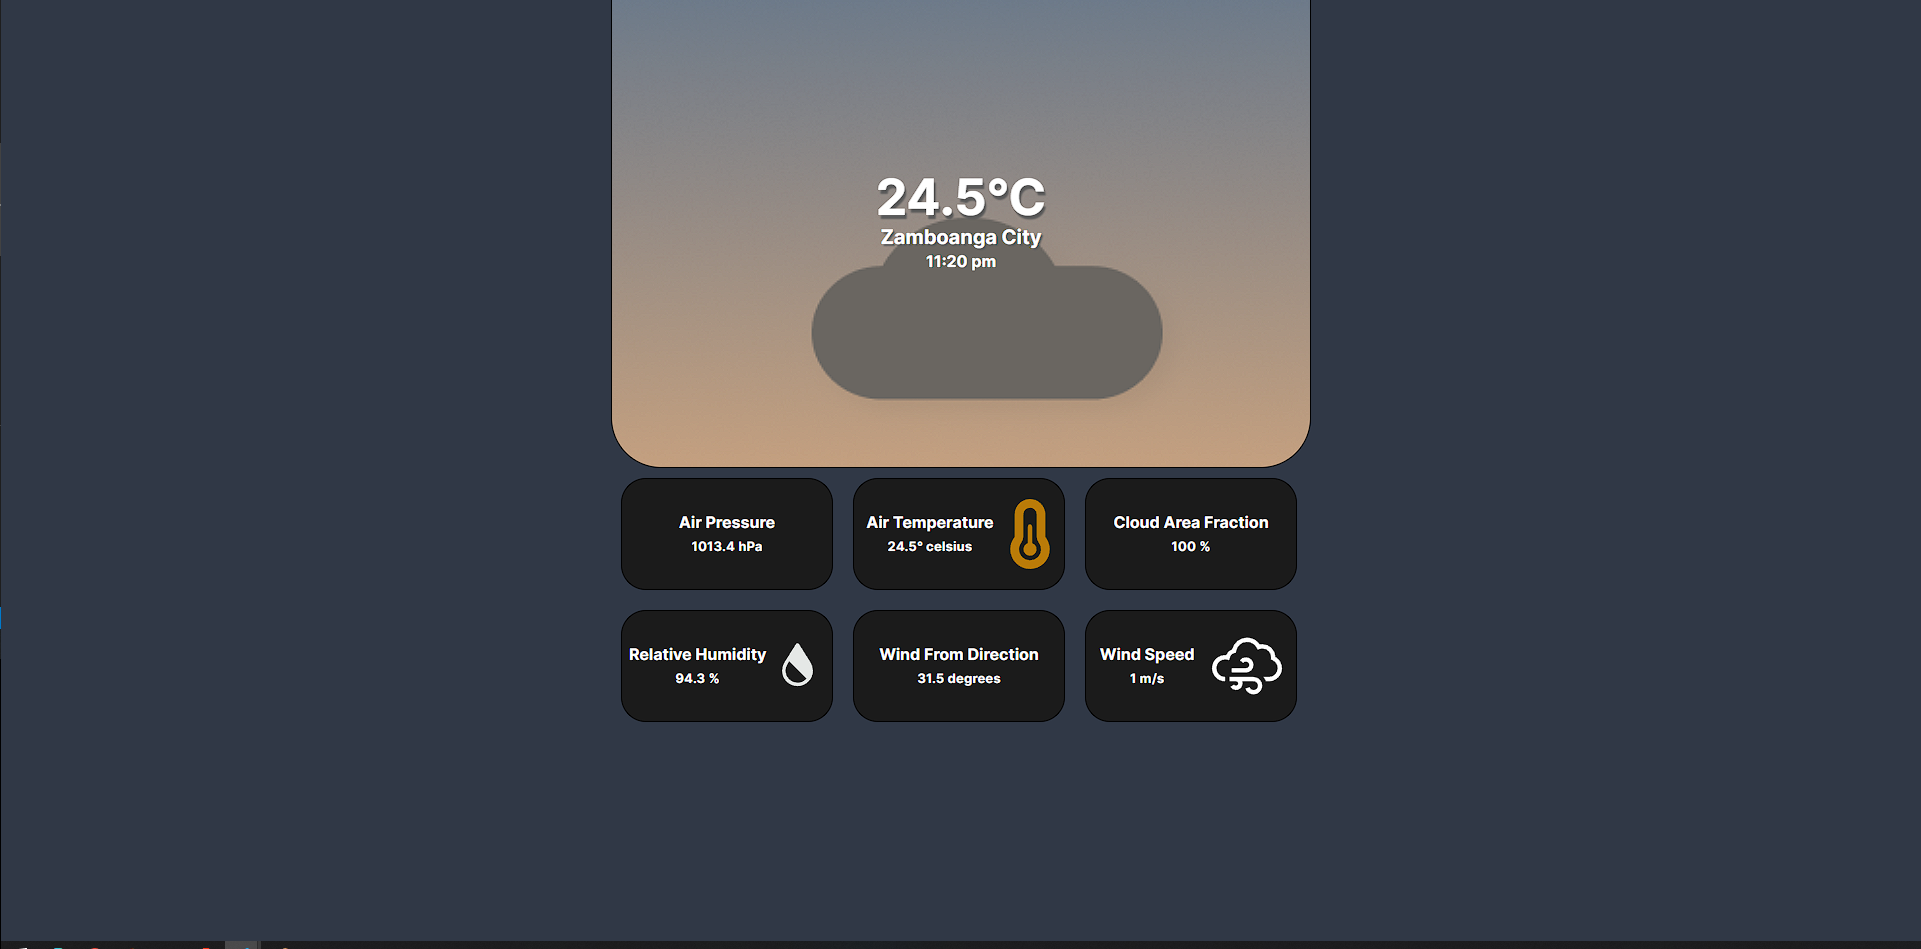 24.5°C
Zamboanga City
11:20 pm
Air Pressure
1013.4 hPa
Air Temperature
24.5° celsius
Cloud Area Fraction
100 %
Relative Humidity
94.3 %
Wind From Direction
31.5 degrees
Wind Speed
1 m/s